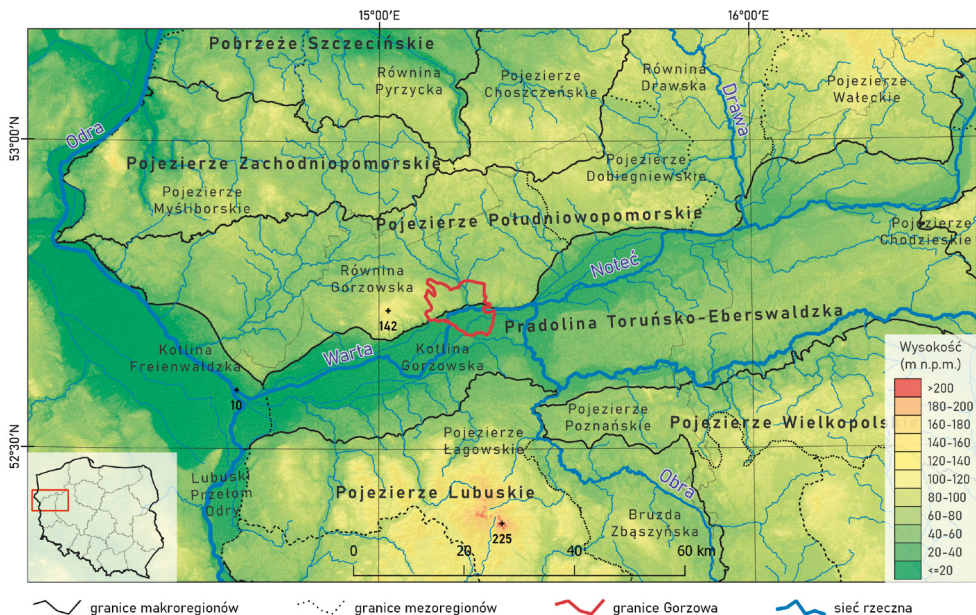 15°00'E
16°00'E
Pobrzeże Szczecińskie
Równina
Pyrzycka
Pojezierze
Choszczeńskie
Równina
Drawska
Pojezierze
Wałeckie
Drawa
Odra
53°00'N
Pojezierze Zachodniopomorskie
Pojezierze
Myśliborskie
Pojezierze
Dobiegniewskie
Pojezierze Południowopomorskie
Pojezierze
Chodzieskie
Noteć
Równina
Gorzowska
142
Pradolina Toruńsko-Eberswaldzka
Kotlina
Freienwaldzka
Warta
Kotlina
Gorzowska
10
Pojezierze
Poznańskie
Pojezierze Wielkopolskie
52°30'N
Pojezierze
Łagowskie
Lubuski
Przełom
Odry
Pojezierze Lubuskie
Obra
225
Bruzda
Zbąszyńska
0
20
40
60 km
Wysokość
(m n.p.m.)
>200
180-200
160-180
140-160
120-140
100-120
80-100
60-80
40-60
20-40
<=20
granice makroregionów
granice mezoregionów
granice Gorzowa
sieć rzeczna